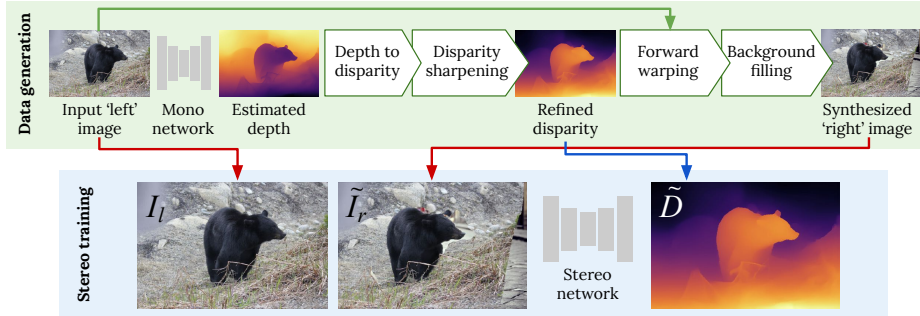 Data generation
Depth to
disparity
Disparity
sharpening
Forward
warping
Background
filling
Input ‘left’
image
Mono
network
Estimated
depth
Refined
disparity
Synthesized
‘right’ image
Stereo training
I_l
Ĩ_r
D̃
Stereo
network